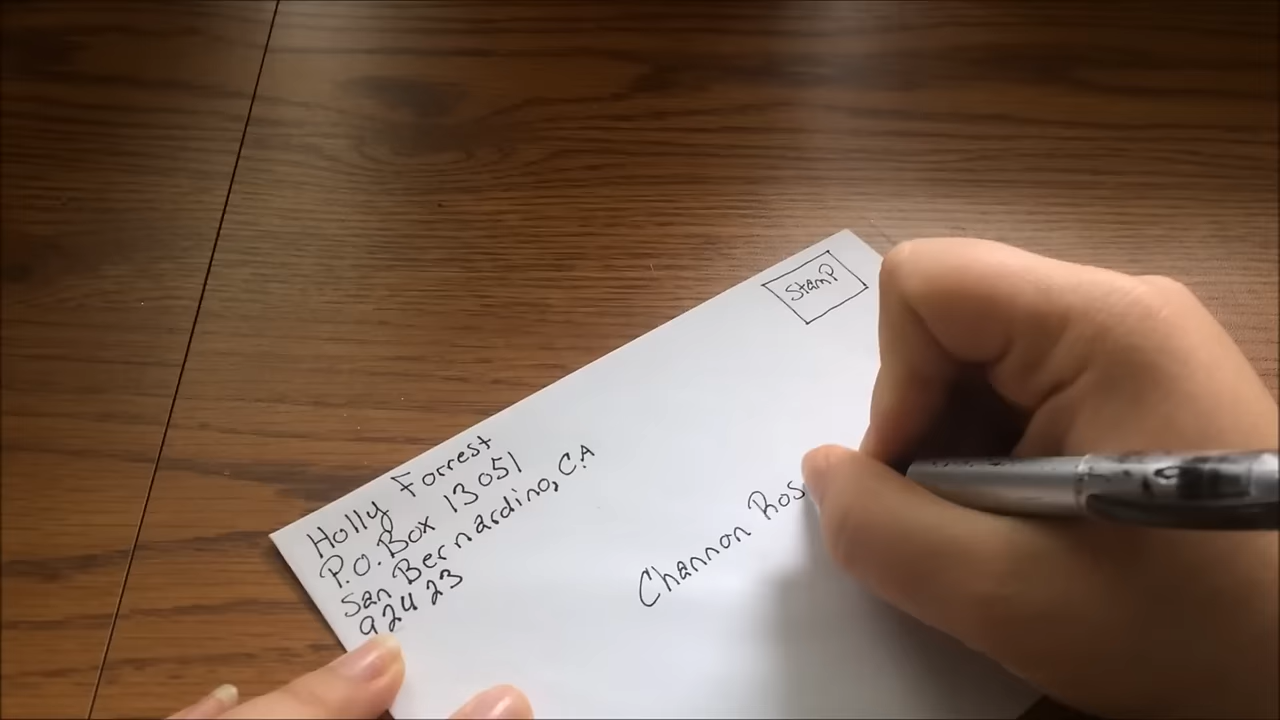 Stamp
Holly Forrest
P.O. Box 13051
San Bernardino, CA
92423
Channon Ros